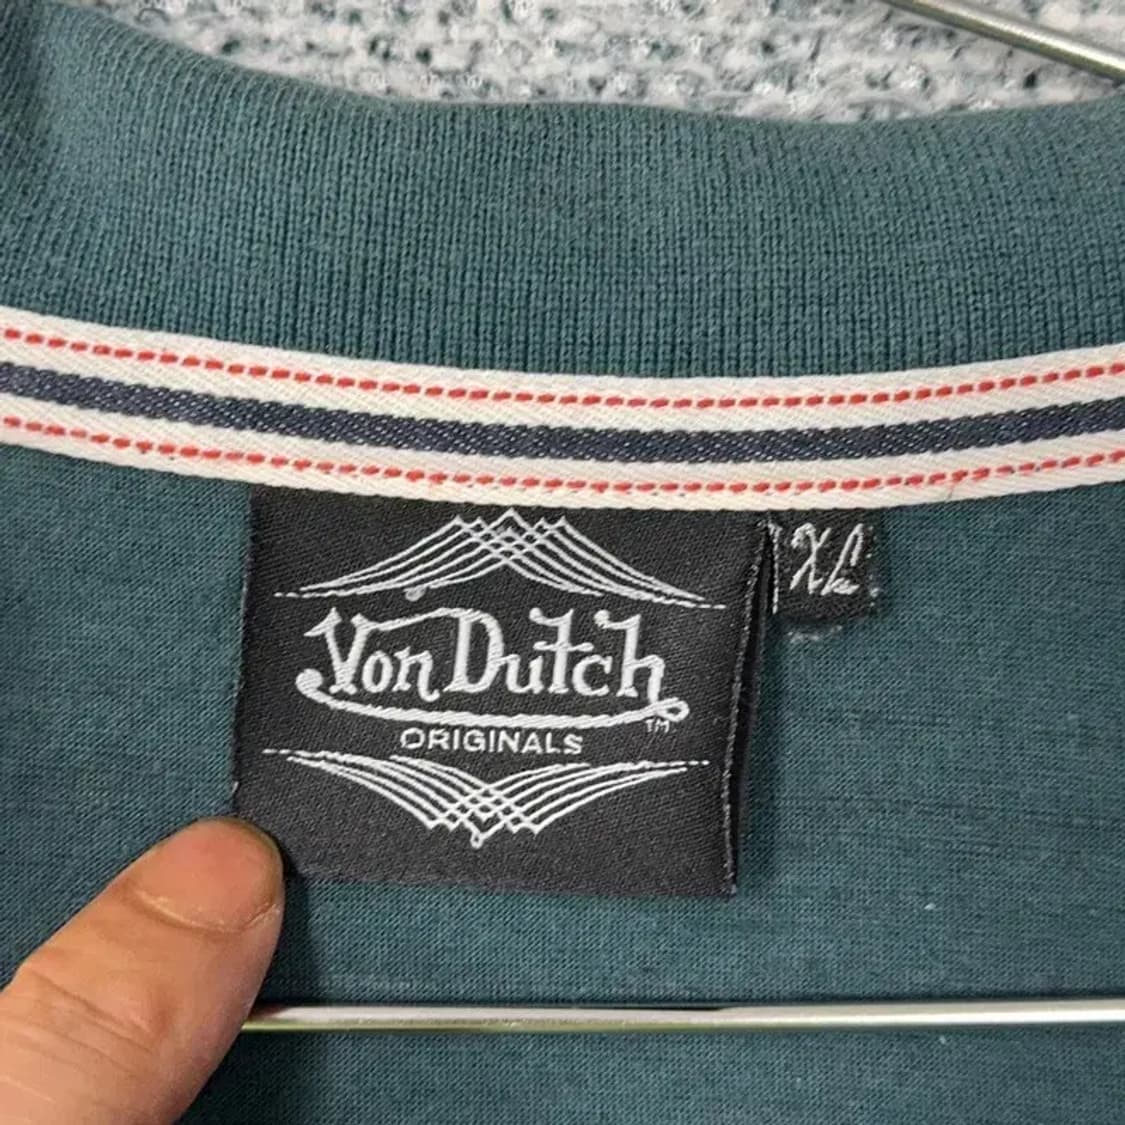 XL
Von Dutch
TM
ORIGINALS